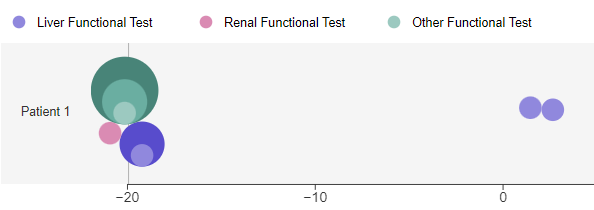 Liver Functional Test Renal Functional Test Other Functional Test
Patient 1
−20 −10 0